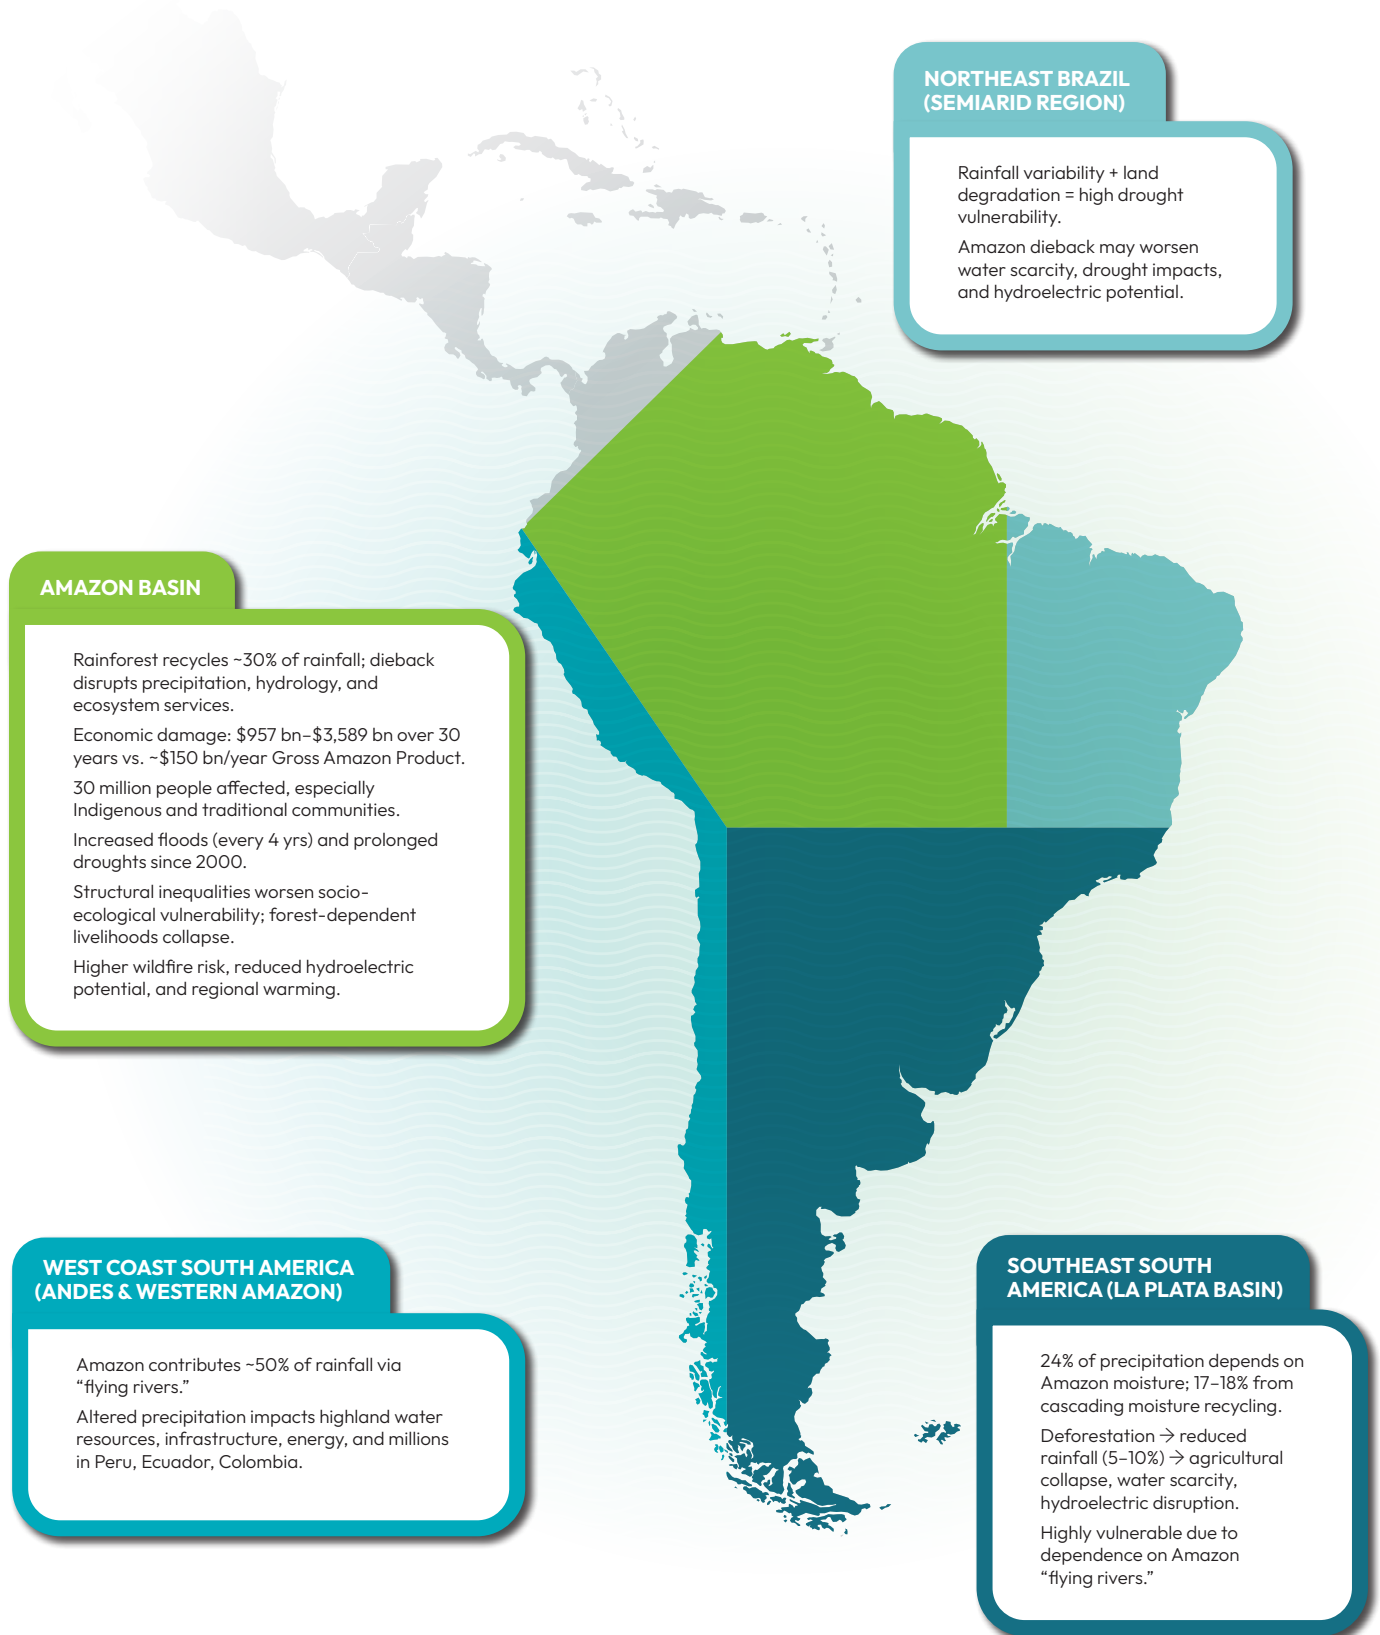 NORTHEAST BRAZIL
(SEMIARID REGION)
Rainfall variability + land
degradation = high drought
vulnerability.
Amazon dieback may worsen
water scarcity, drought impacts,
and hydroelectric potential.
AMAZON BASIN
Rainforest recycles ~30% of rainfall; dieback
disrupts precipitation, hydrology, and
ecosystem services.
Economic damage: $957 bn–$3,589 bn over 30
years vs. ~$150 bn/year Gross Amazon Product.
30 million people affected, especially
Indigenous and traditional communities.
Increased floods (every 4 yrs) and prolonged
droughts since 2000.
Structural inequalities worsen socio-
ecological vulnerability; forest-dependent
livelihoods collapse.
Higher wildfire risk, reduced hydroelectric
potential, and regional warming.
WEST COAST SOUTH AMERICA
(ANDES & WESTERN AMAZON)
Amazon contributes ~50% of rainfall via
“flying rivers.”
Altered precipitation impacts highland water
resources, infrastructure, energy, and millions
in Peru, Ecuador, Colombia.
SOUTHEAST SOUTH
AMERICA (LA PLATA BASIN)
24% of precipitation depends on
Amazon moisture; 17–18% from
cascading moisture recycling.
Deforestation → reduced
rainfall (5–10%) → agricultural
collapse, water scarcity,
hydroelectric disruption.
Highly vulnerable due to
dependence on Amazon
“flying rivers.”